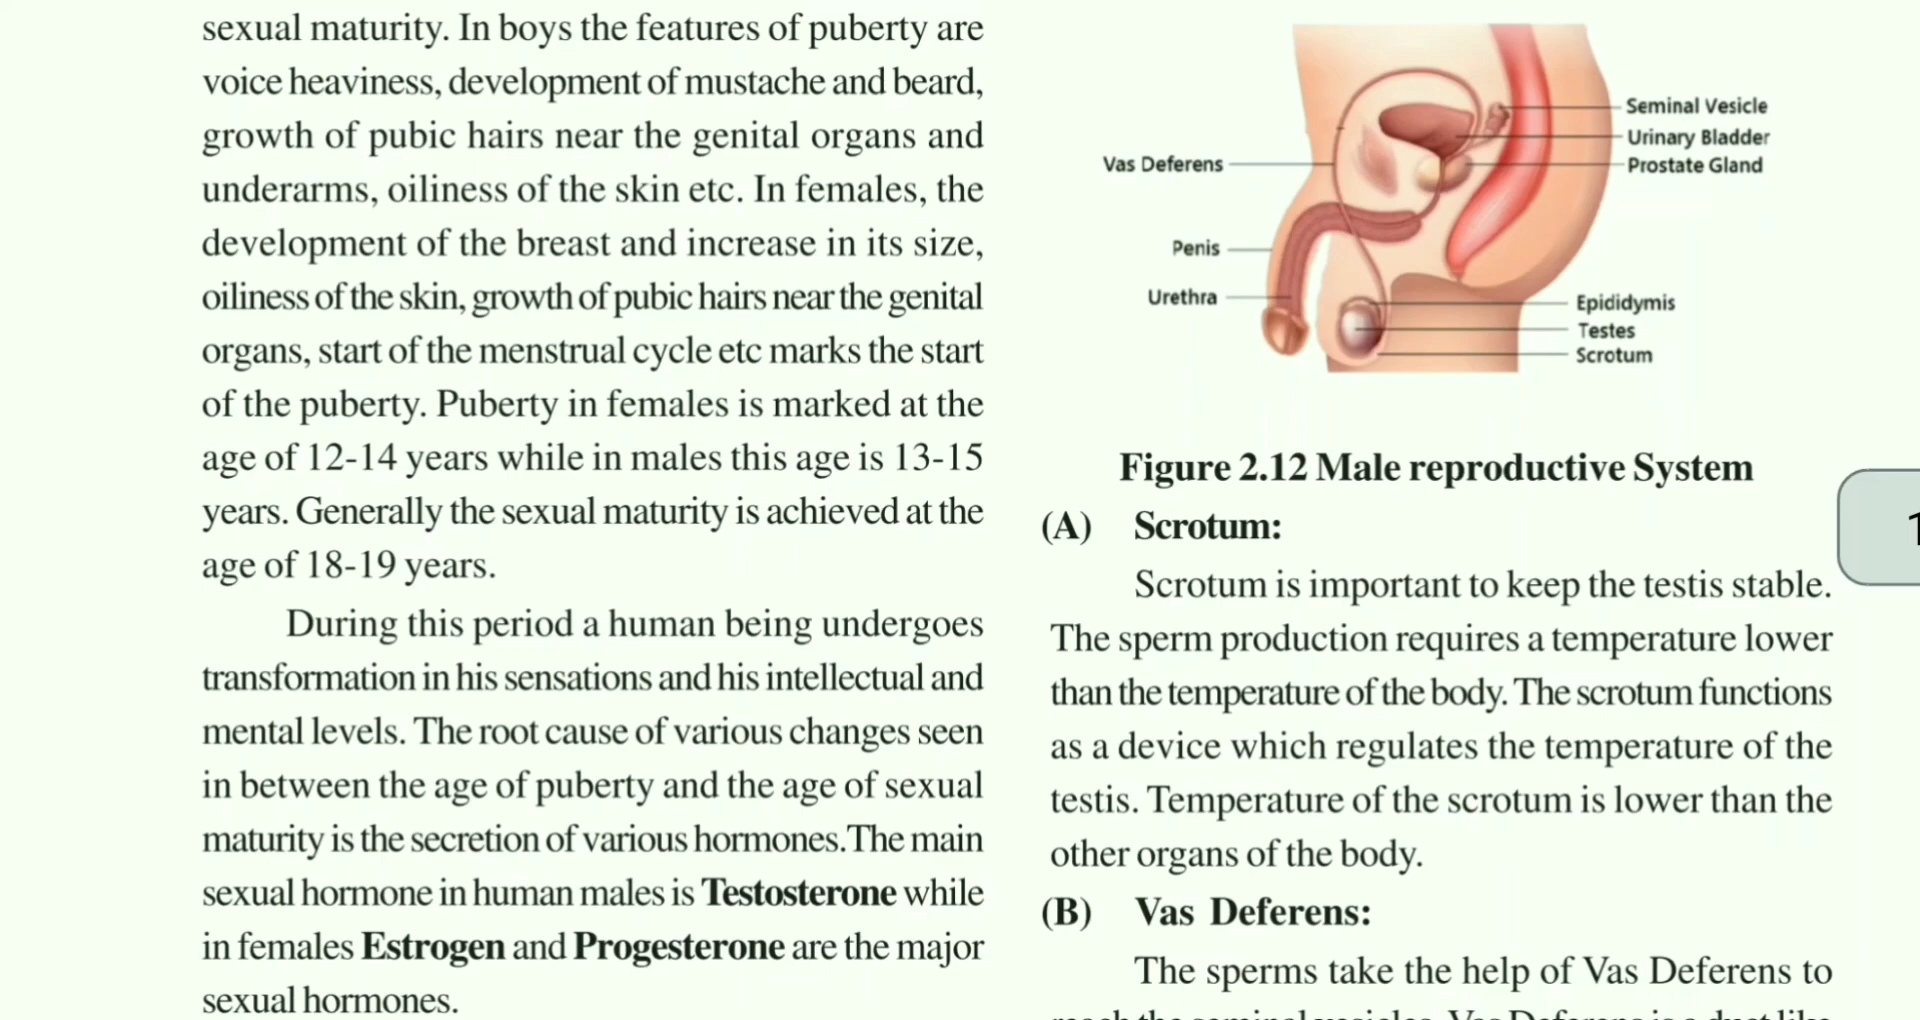 sexual maturity. In boys the features of puberty are
voice heaviness, development of mustache and beard,
growth of pubic hairs near the genital organs and
underarms, oiliness of the skin etc. In females, the
development of the breast and increase in its size,
oiliness of the skin, growth of pubic hairs near the genital
organs, start of the menstrual cycle etc marks the start
of the puberty. Puberty in females is marked at the
age of 12-14 years while in males this age is 13-15
years. Generally the sexual maturity is achieved at the
age of 18-19 years.
During this period a human being undergoes
transformation in his sensations and his intellectual and
mental levels. The root cause of various changes seen
in between the age of puberty and the age of sexual
maturity is the secretion of various hormones.The main
sexual hormone in human males is Testosterone while
in females Estrogen and Progesterone are the major
sexual hormones.
Seminal Vesicle
Urinary Bladder
Prostate Gland
Vas Deferens
Penis
Urethra
Epididymis
Testes
Scrotum
Figure 2.12 Male reproductive System
(A) Scrotum:
Scrotum is important to keep the testis stable.
The sperm production requires a temperature lower
than the temperature of the body. The scrotum functions
as a device which regulates the temperature of the
testis. Temperature of the scrotum is lower than the
other organs of the body.
(B) Vas Deferens:
The sperms take the help of Vas Deferens to